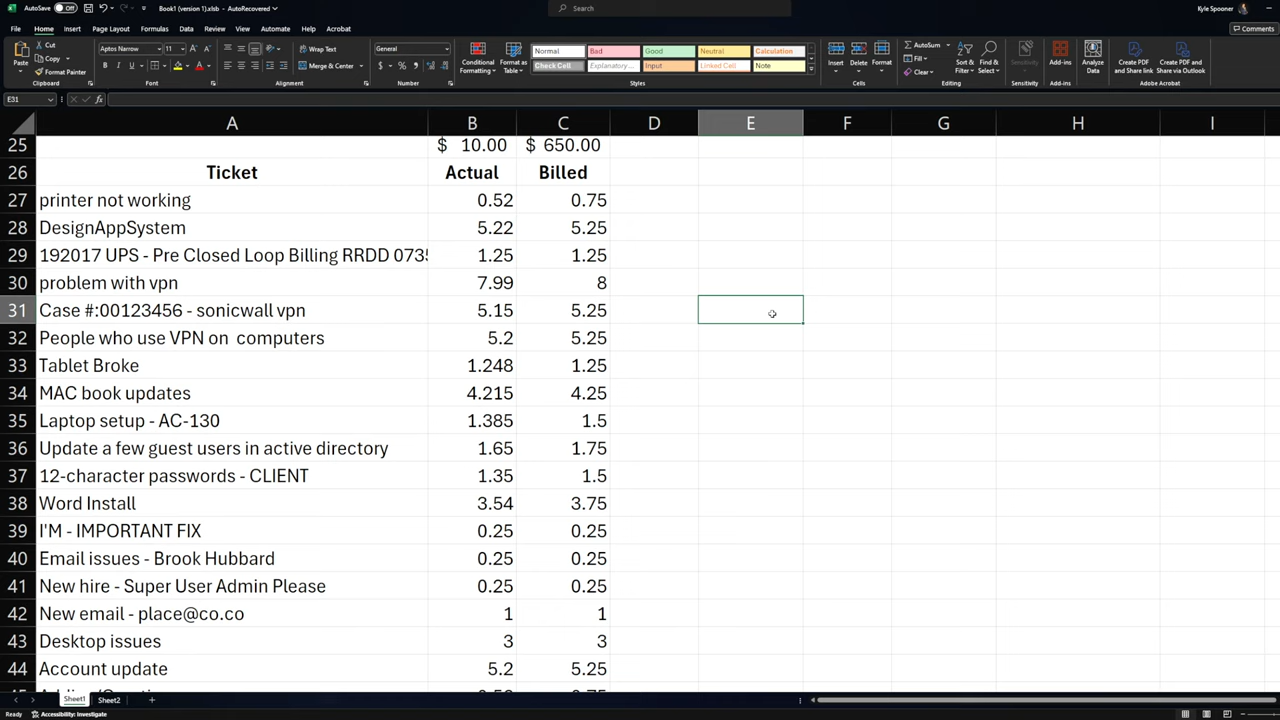 AutoSave Off Book1 (version 1).xlsb - AutoRecovered Search Kyle Spooner
File Home Insert Page Layout Formulas Data Review View Automate Help Acrobat Comments
Paste Cut Copy Format Painter Clipboard
Aptos Narrow 11 B I U Font
Wrap Text Merge & Center Alignment
General $ % Number
Conditional Formatting Format as Table
Normal Bad Good Neutral Calculation
Check Cell Explanatory... Input Linked Cell Note
Styles
Insert Delete Format Cells
AutoSum Fill Clear Sort & Filter Find & Select Editing
Sensitivity Sensitivity
Add-ins Add-ins
Analyze Data
Create PDF and Share link Create PDF and Share via Outlook Adobe Acrobat
E31 fx
A B C D E F G H I
25 $ 10.00 $ 650.00
26 Ticket Actual Billed
27 printer not working 0.52 0.75
28 DesignAppSystem 5.22 5.25
29 192017 UPS - Pre Closed Loop Billing RRDD 0735 1.25 1.25
30 problem with vpn 7.99 8
31 Case #:00123456 - sonicwall vpn 5.15 5.25
32 People who use VPN on  computers 5.2 5.25
33 Tablet Broke 1.248 1.25
34 MAC book updates 4.215 4.25
35 Laptop setup - AC-130 1.385 1.5
36 Update a few guest users in active directory 1.65 1.75
37 12-character passwords - CLIENT 1.35 1.5
38 Word Install 3.54 3.75
39 I'M - IMPORTANT FIX 0.25 0.25
40 Email issues - Brook Hubbard 0.25 0.25
41 New hire - Super User Admin Please 0.25 0.25
42 New email - place@co.co 1 1
43 Desktop issues 3 3
44 Account update 5.2 5.25
Sheet1 Sheet2 +
Ready Accessibility: Investigate